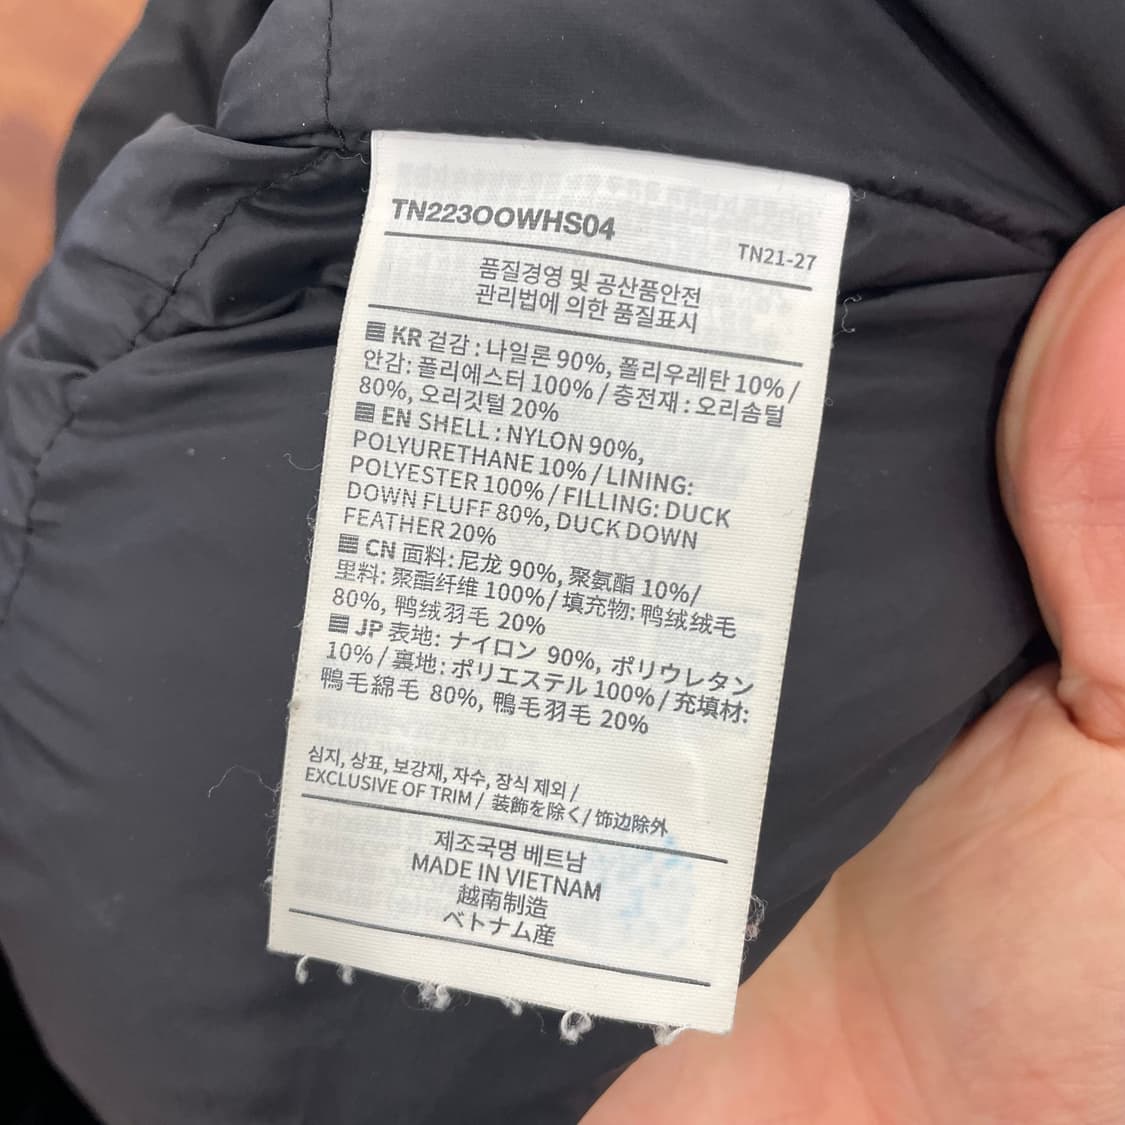 TN22300WHS04
TN21-27
품질경영 및 공산품안전
관리법에 의한 품질표시
KR 겉감 : 나일론 90%, 폴리우레탄 10% /
안감: 폴리에스터 100% / 충전재 : 오리솜털
80%, 오리깃털 20%
EN SHELL : NYLON 90%,
POLYURETHANE 10% / LINING:
POLYESTER 100% / FILLING: DUCK
DOWN FLUFF 80%, DUCK DOWN
FEATHER 20%
CN 面料: 尼龙 90%, 聚氨酯 10%/
里料: 聚酯纤维 100% / 填充物: 鸭绒绒毛
80%, 鸭绒羽毛 20%
JP 表地: ナイロン 90%, ポリウレタン
10% / 裏地: ポリエステル 100% / 充填材:
鴨毛綿毛 80%, 鴨毛羽毛 20%
심지, 상표, 보강재, 자수, 장식 제외 /
EXCLUSIVE OF TRIM / 装飾を除く/ 饰边除外
제조국명 베트남
MADE IN VIETNAM
越南制造
ベトナム産